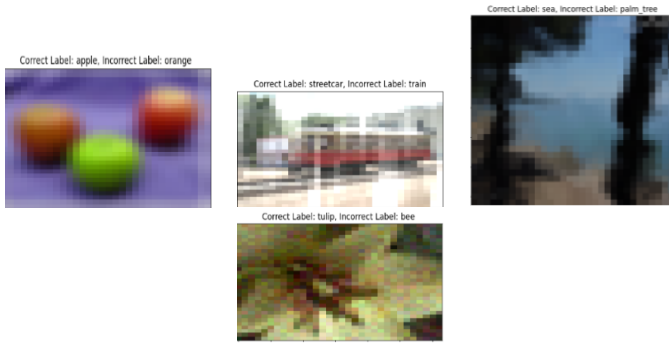 Correct Label: apple, Incorrect Label: orange
Correct Label: streetcar, Incorrect Label: train
Correct Label: sea, Incorrect Label: palm_tree
Correct Label: tulip, Incorrect Label: bee